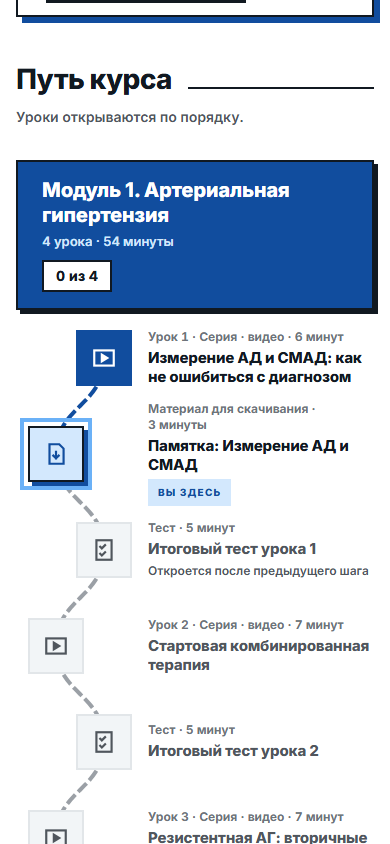 Путь курса
Уроки открываются по порядку.
Модуль 1. Артериальная
гипертензия
4 урока · 54 минуты
0 из 4
Урок 1 · Серия · видео · 6 минут
Измерение АД и СМАД: как
не ошибиться с диагнозом
Материал для скачивания ·
3 минуты
Памятка: Измерение АД и
СМАД
ВЫ ЗДЕСЬ
Тест · 5 минут
Итоговый тест урока 1
Откроется после предыдущего шага
Урок 2 · Серия · видео · 7 минут
Стартовая комбинированная
терапия
Тест · 5 минут
Итоговый тест урока 2
Урок 3 · Серия · видео · 7 минут
Резистентная АГ: вторичные